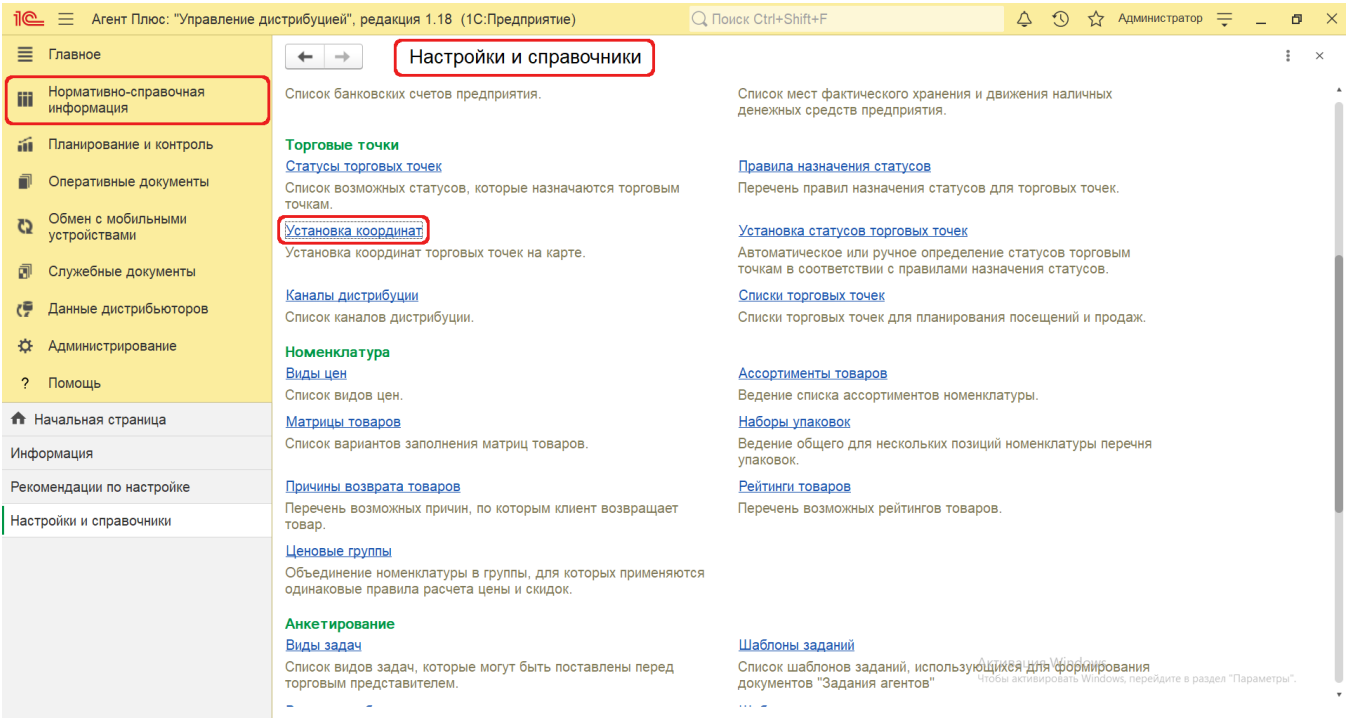 Агент Плюс: "Управление дистрибуцией", редакция 1.18 (1С:Предприятие)
Поиск Ctrl+Shift+F
Администратор
Главное
Нормативно-справочная
информация
Планирование и контроль
Оперативные документы
Обмен с мобильными
устройствами
Служебные документы
Данные дистрибьюторов
Администрирование
? Помощь
Начальная страница
Информация
Рекомендации по настройке
Настройки и справочники
Настройки и справочники
Список банковских счетов предприятия.
Список мест фактического хранения и движения наличных
денежных средств предприятия.
Торговые точки
Статусы торговых точек
Список возможных статусов, которые назначаются торговым
точкам.
Правила назначения статусов
Перечень правил назначения статусов для торговых точек.
Установка координат
Установка координат торговых точек на карте.
Установка статусов торговых точек
Автоматическое или ручное определение статусов торговым
точкам в соответствии с правилами назначения статусов.
Каналы дистрибуции
Список каналов дистрибуции.
Списки торговых точек
Списки торговых точек для планирования посещений и продаж.
Номенклатура
Виды цен
Список видов цен.
Ассортименты товаров
Ведение списка ассортиментов номенклатуры.
Матрицы товаров
Список вариантов заполнения матриц товаров.
Наборы упаковок
Ведение общего для нескольких позиций номенклатуры перечня
упаковок.
Причины возврата товаров
Перечень возможных причин, по которым клиент возвращает
товар.
Рейтинги товаров
Перечень возможных рейтингов товаров.
Ценовые группы
Объединение номенклатуры в группы, для которых применяются
одинаковые правила расчета цены и скидок.
Анкетирование
Виды задач
Список видов задач, которые могут быть поставлены перед
торговым представителем.
Шаблоны заданий
Список шаблонов заданий, использующихся для формирования
документов "Задания агентов"
Активация Windows
Чтобы активировать Windows, перейдите в раздел "Параметры".